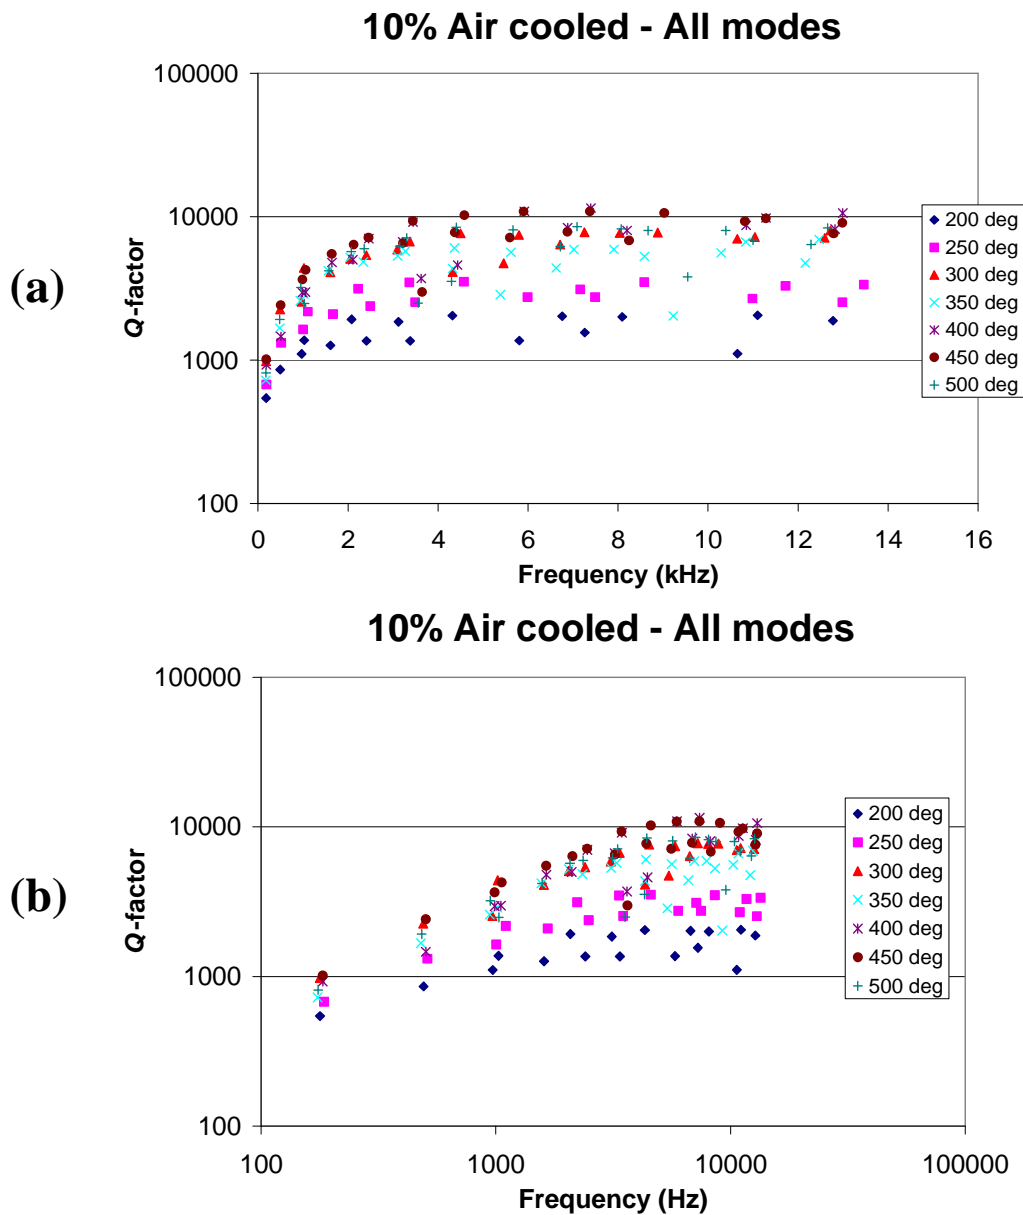 10% Air cooled - All modes
(a)
Q-factor
100000
10000
1000
100
0 2 4 6 8 10 12 14 16
Frequency (kHz)
200 deg
250 deg
300 deg
350 deg
400 deg
450 deg
500 deg
10% Air cooled - All modes
(b)
Q-factor
100000
10000
1000
100
100 1000 10000 100000
Frequency (Hz)
200 deg
250 deg
300 deg
350 deg
400 deg
450 deg
500 deg